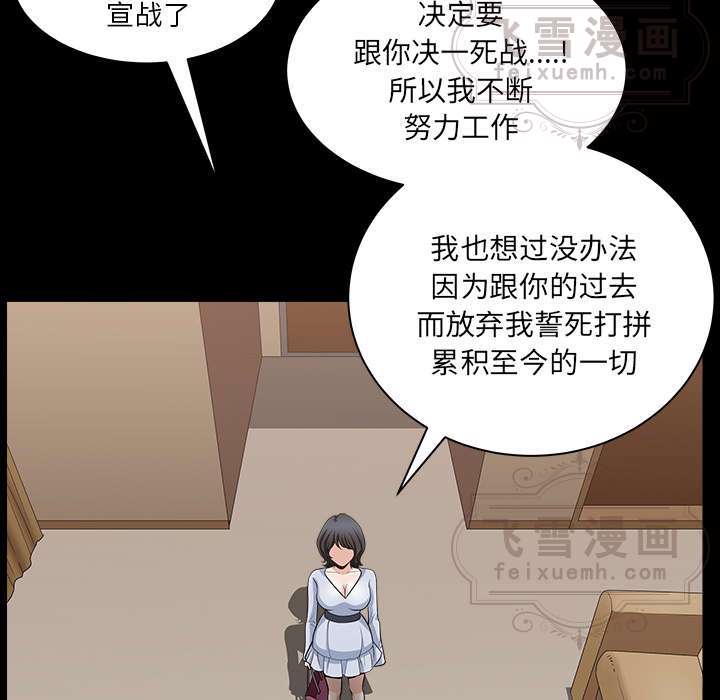 宣战了
决定要
跟你决一死战.....!
所以我不断
努力工作
飞雪漫画
feixuemh.com
我也想过没办法
因为跟你的过去
而放弃我誓死打拼
累积至今的一切
飞雪漫画
feixuemh.com